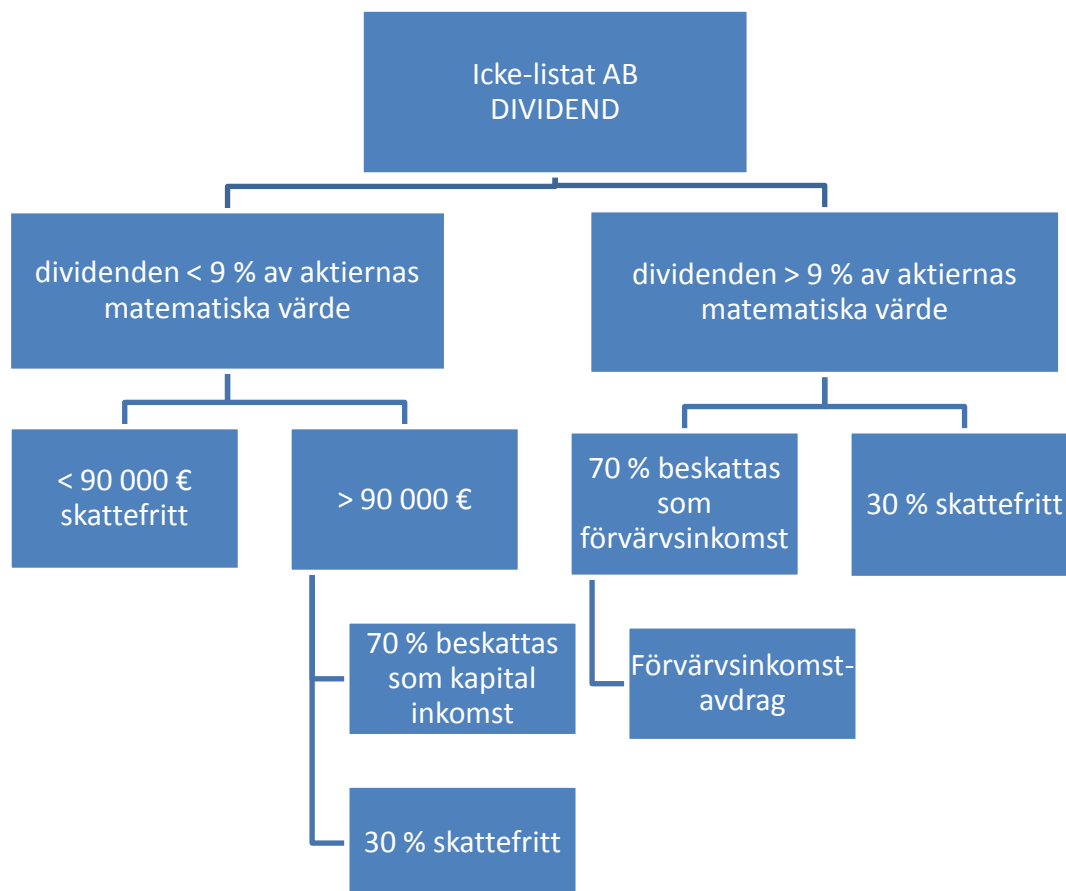 Icke-listat AB
DIVIDEND
dividenden < 9 % av aktiernas
matematiska värde
dividenden > 9 % av aktiernas
matematiska värde
< 90 000 €
skattefritt
> 90 000 €
70 % beskattas
som
förvärvsinkomst
30 % skattefritt
70 % beskattas
som kapital
inkomst
Förvärvsinkomst-
avdrag
30 % skattefritt